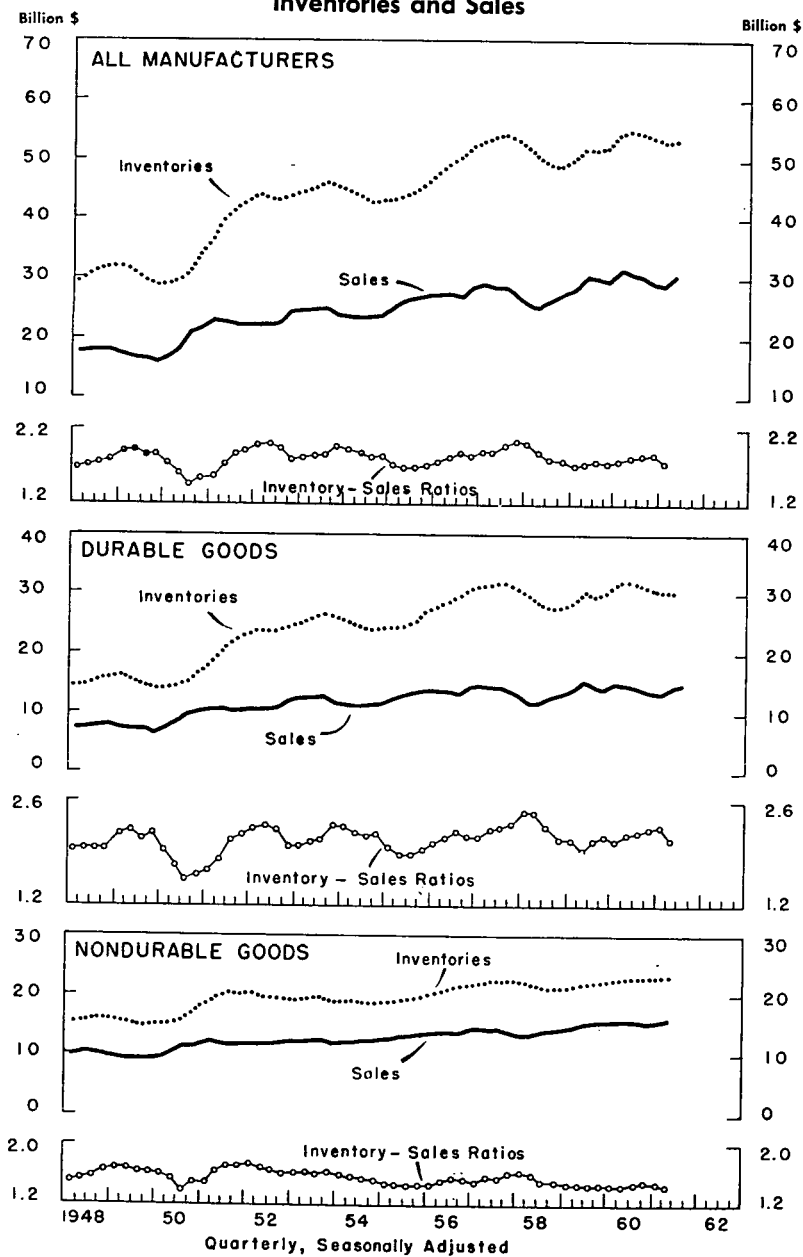 Inventories and Sales
Billion $ Billion $
70 70
ALL MANUFACTURERS
60 60
Inventories
50 50
40 40
Sales
30 30
20 20
10 10
2.2 2.2
Inventory-Sales Ratios
1.2 1.2
40 40
DURABLE GOODS
Inventories
30 30
20 20
10 10
Sales
0 0
2.6 2.6
Inventory - Sales Ratios
1.2 1.2
30 30
NONDURABLE GOODS Inventories
20 20
10 10
Sales
0 0
2.0 2.0
Inventory - Sales Ratios
1.2 1.2
1948 50 52 54 56 58 60 62
Quarterly, Seasonally Adjusted